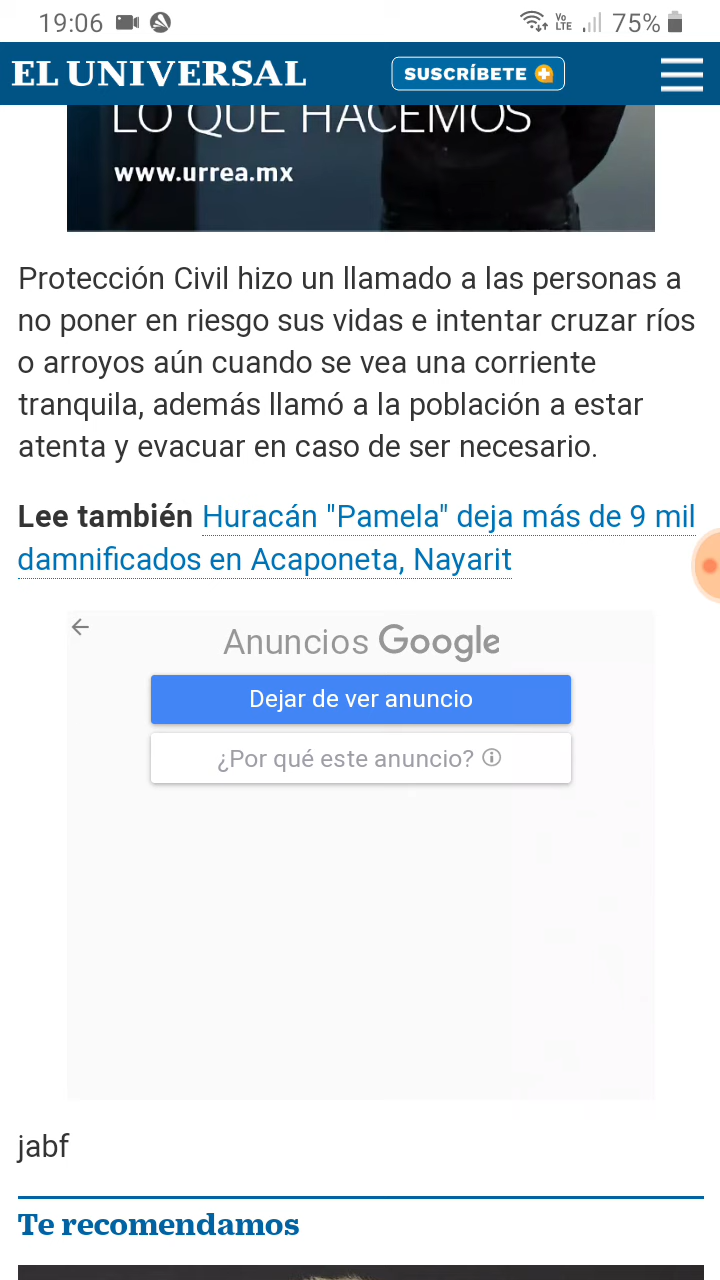 19:06 Vo LTE 75%
EL UNIVERSAL SUSCRÍBETE
LO QUE HACEMOS
www.urrea.mx
Protección Civil hizo un llamado a las personas a
no poner en riesgo sus vidas e intentar cruzar ríos
o arroyos aún cuando se vea una corriente
tranquila, además llamó a la población a estar
atenta y evacuar en caso de ser necesario.
Lee también Huracán "Pamela" deja más de 9 mil
damnificados en Acaponeta, Nayarit
Anuncios Google
Dejar de ver anuncio
¿Por qué este anuncio?
jabf
Te recomendamos